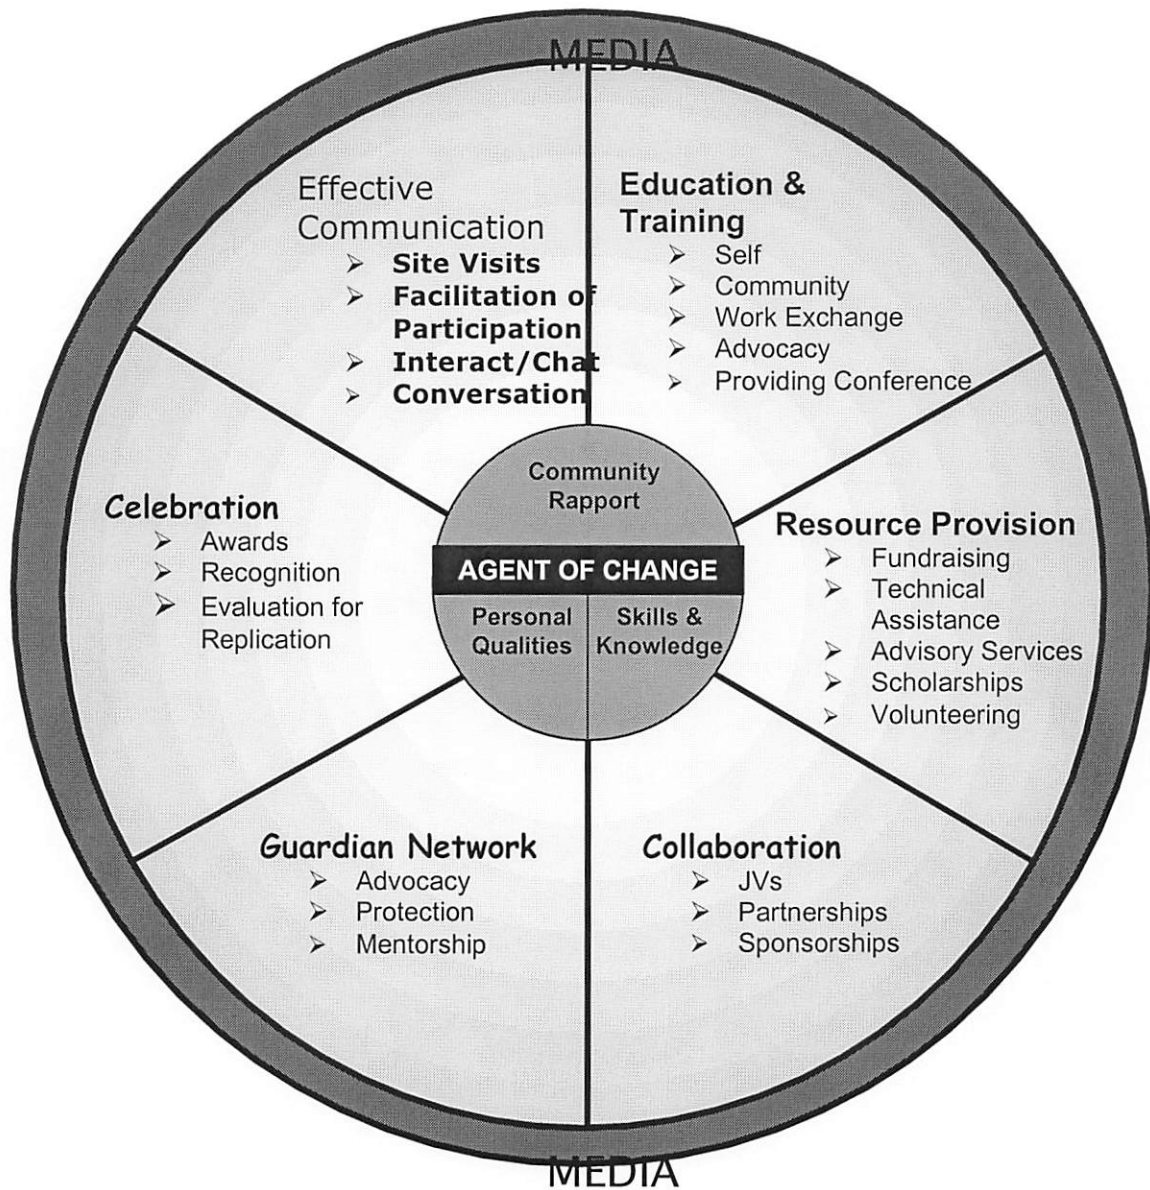 MEDIA
Effective
Communication
➢ Site Visits
➢ Facilitation of
Participation
➢ Interact/Chat
➢ Conversation
Education &
Training
➢ Self
➢ Community
➢ Work Exchange
➢ Advocacy
➢ Providing Conference
Celebration
➢ Awards
➢ Recognition
➢ Evaluation for
Replication
Community
Rapport
AGENT OF CHANGE
Personal
Qualities
Skills &
Knowledge
Resource Provision
➢ Fundraising
➢ Technical
Assistance
➢ Advisory Services
➢ Scholarships
➢ Volunteering
Guardian Network
➢ Advocacy
➢ Protection
➢ Mentorship
Collaboration
➢ JVs
➢ Partnerships
➢ Sponsorships
MEDIA